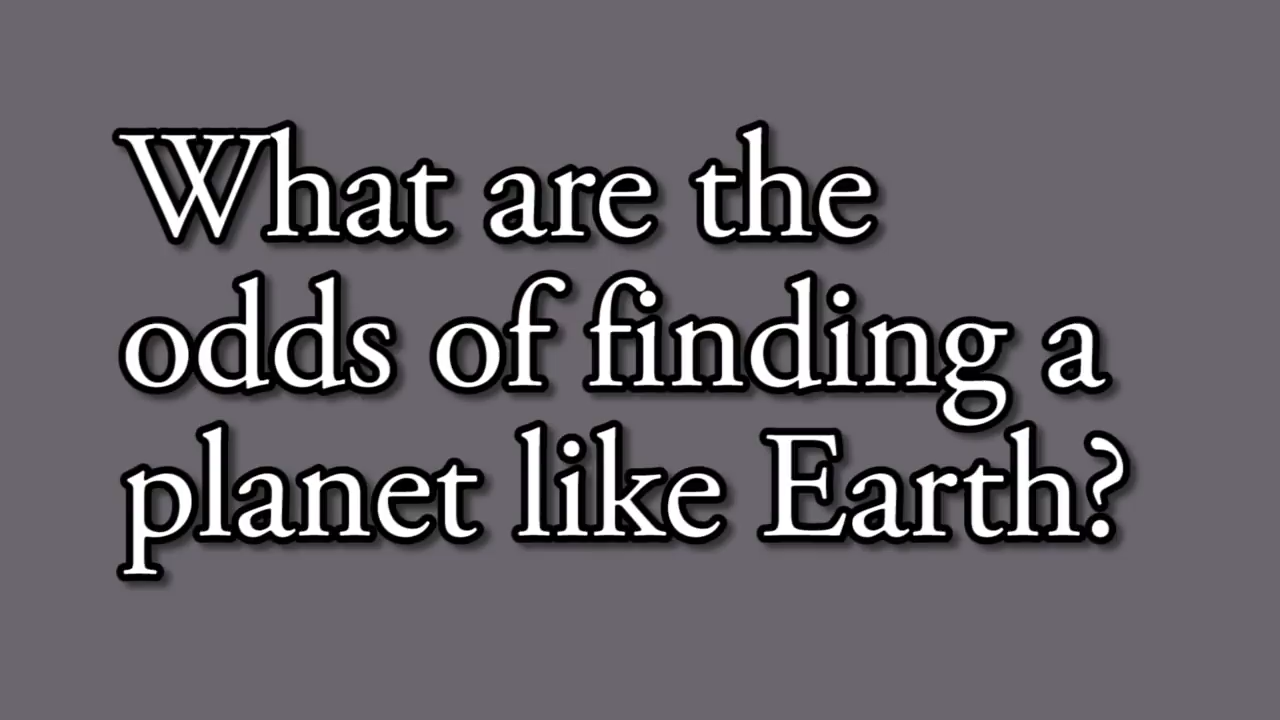 What are the
odds of finding a
planet like Earth?